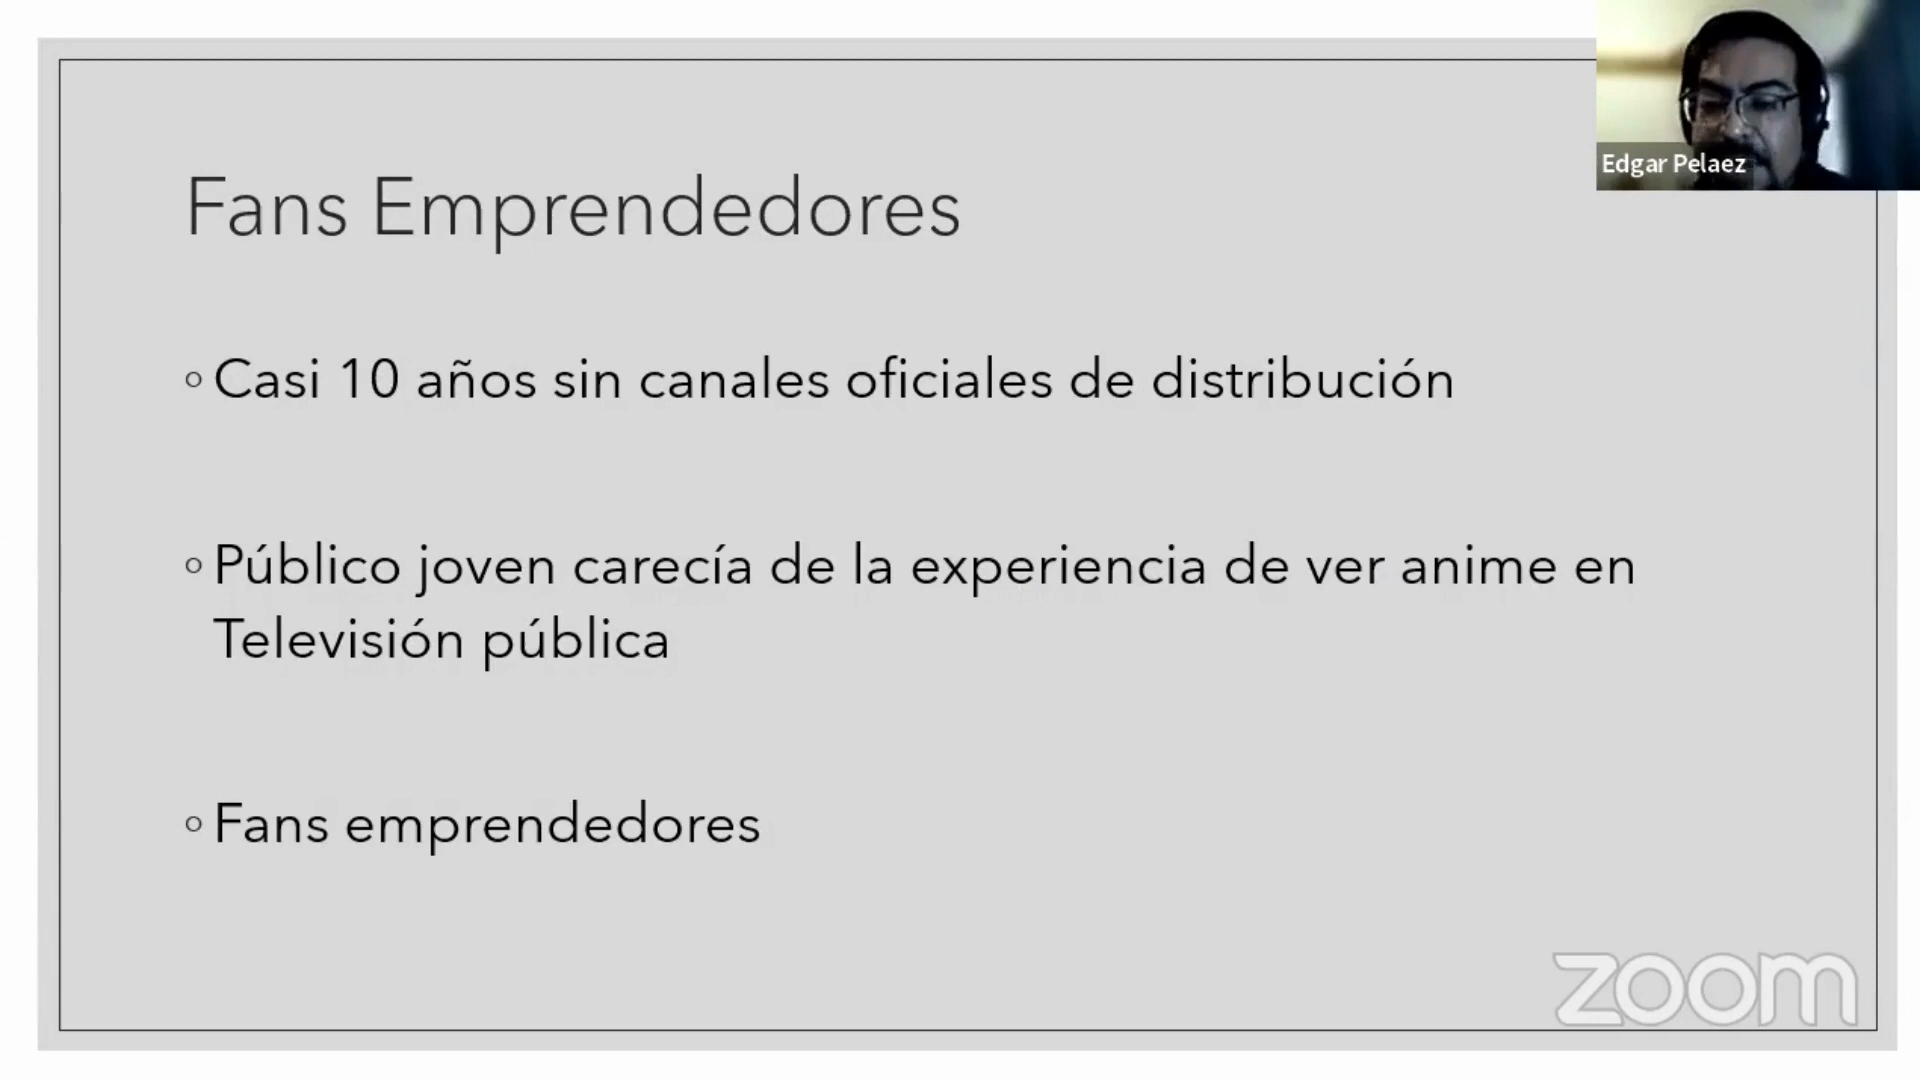 Edgar Pelaez
Fans Emprendedores
◦ Casi 10 años sin canales oficiales de distribución
◦ Público joven carecía de la experiencia de ver anime en
Televisión pública
◦ Fans emprendedores
zoom